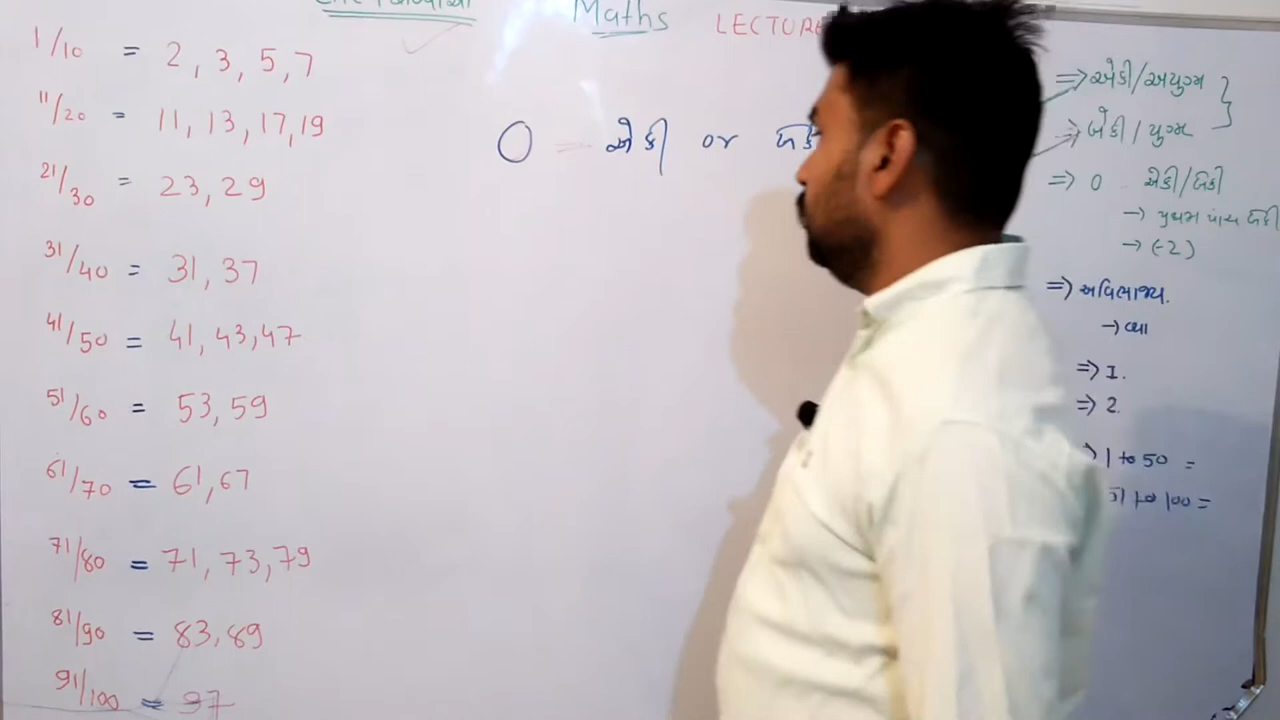 Maths LECTURE
1/10 = 2, 3, 5, 7
11/20 = 11, 13, 17, 19
21/30 = 23, 29
31/40 = 31, 37
41/50 = 41, 43, 47
51/60 = 53, 59
61/70 = 61, 67
71/80 = 71, 73, 79
81/90 = 83, 89
91/100 = 97
0 = એકી or
=> એકી/અયુગ્મ }
=> બેકી/યુગ્મ
=> 0 એકી/બેકી
→ પ્રથમ પાંચ બેકી
→ (-2)
=> અવિભાજ્ય.
→ વ્યા
=> 1.
=> 2.
1 to 50 =
51 to 100 =